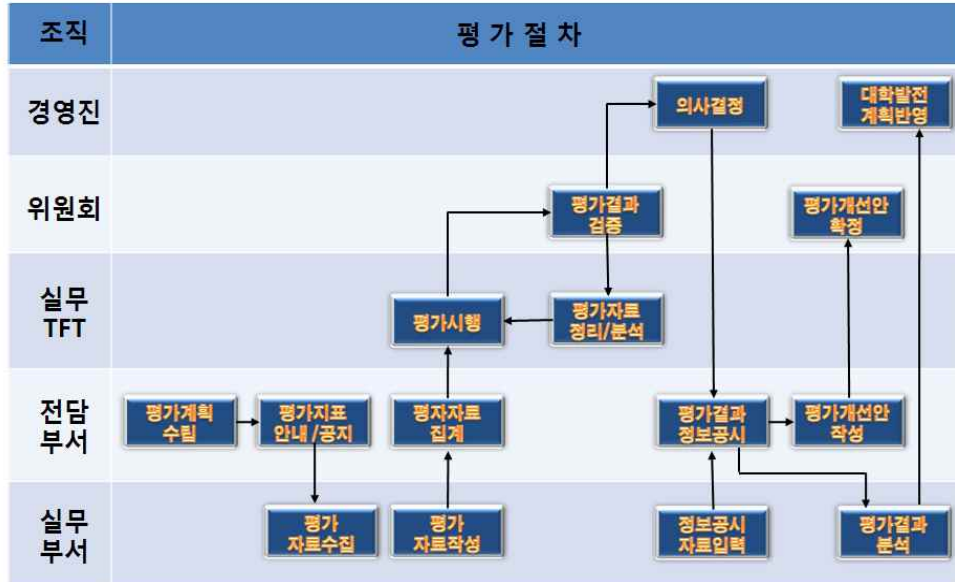 조직
평 가 절 차
경영진
의사결정
대학발전
계획반영
위원회
평가결과
검증
평가개선안
확정
실무
TFT
평가시행
평가자료
정리/분석
전담
부서
평가계획
수립
평가지표
안내 /공지
평자자료
집계
평가결과
정보공시
평가개선안
작성
실무
부서
평가
자료수집
평가
자료작성
정보공시
자료입력
평가결과
분석